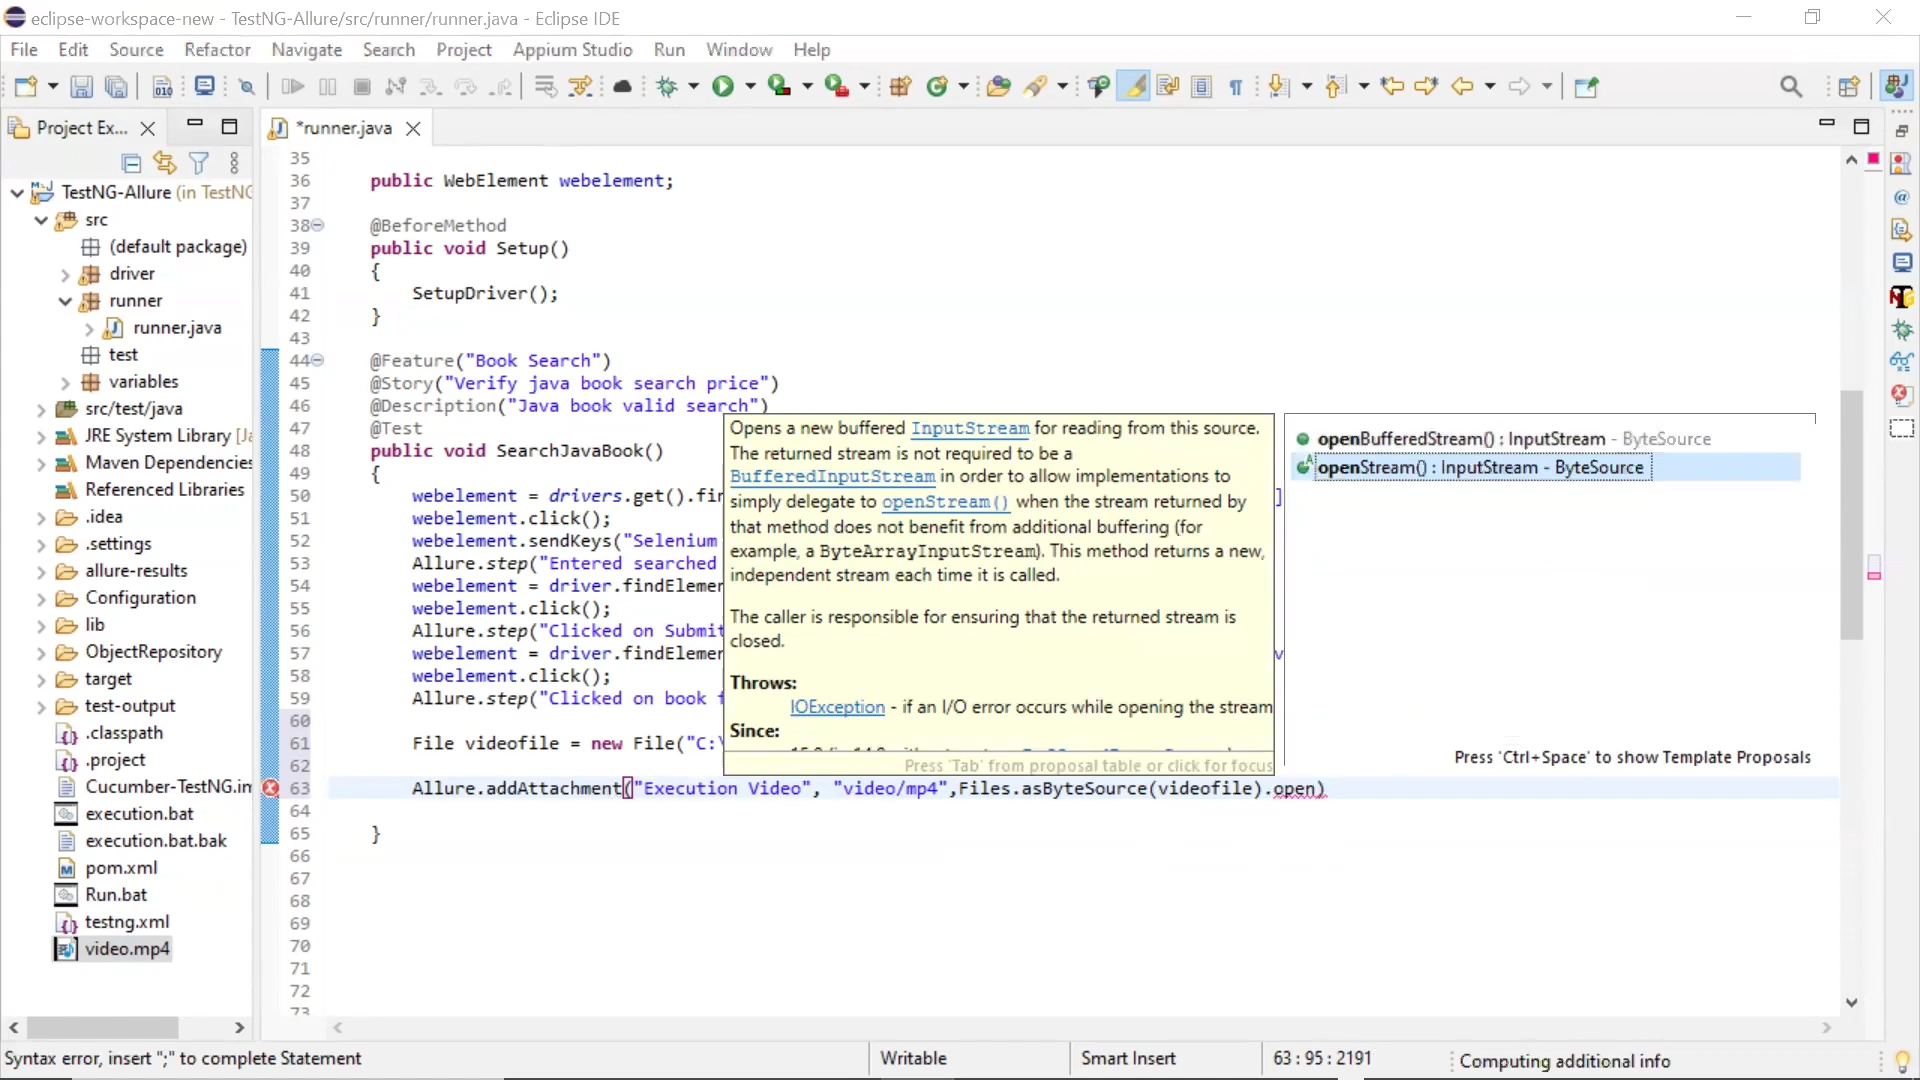 eclipse-workspace-new - TestNG-Allure/src/runner/runner.java - Eclipse IDE
File Edit Source Refactor Navigate Search Project Appium Studio Run Window Help
Project Ex...
*runner.java
TestNG-Allure (in TestNG
src
(default package)
driver
runner
runner.java
test
variables
src/test/java
JRE System Library [Ja
Maven Dependencies
Referenced Libraries
.idea
.settings
allure-results
Configuration
lib
ObjectRepository
target
test-output
.classpath
.project
Cucumber-TestNG.im
execution.bat
execution.bat.bak
pom.xml
Run.bat
testng.xml
video.mp4
35
36 public WebElement webelement;
37
38 @BeforeMethod
39 public void Setup()
40 {
41 SetupDriver();
42 }
43
44 @Feature("Book Search")
45 @Story("Verify java book search price")
46 @Description("Java book valid search")
47 @Test
48 public void SearchJavaBook()
49 {
50 webelement = drivers.get().fin
51 webelement.click();
52 webelement.sendKeys("Selenium
53 Allure.step("Entered searched
54 webelement = driver.findElemen
55 webelement.click();
56 Allure.step("Clicked on Submit
57 webelement = driver.findElemen
58 webelement.click();
59 Allure.step("Clicked on book f
60
61 File videofile = new File("C:\
62
63 Allure.addAttachment("Execution Video", "video/mp4",Files.asByteSource(videofile).open)
64
65 }
66
67
68
69
70
71
72
73
Opens a new buffered InputStream for reading from this source.
The returned stream is not required to be a
BufferedInputStream in order to allow implementations to
simply delegate to openStream() when the stream returned by
that method does not benefit from additional buffering (for
example, a ByteArrayInputStream). This method returns a new,
independent stream each time it is called.
The caller is responsible for ensuring that the returned stream is
closed.
Throws:
IOException - if an I/O error occurs while opening the stream
Since:
Press 'Tab' from proposal table or click for focus
openBufferedStream() : InputStream - ByteSource
openStream() : InputStream - ByteSource
Press 'Ctrl+Space' to show Template Proposals
Syntax error, insert ";" to complete Statement
Writable
Smart Insert
63 : 95 : 2191
Computing additional info